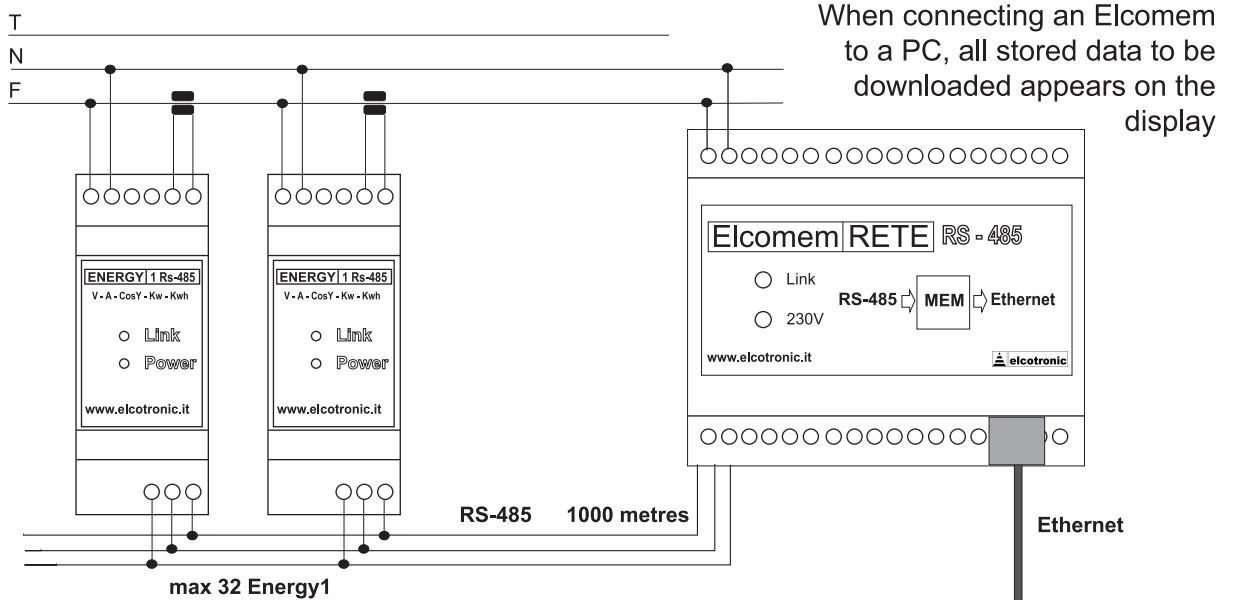 When connecting an Elcomem
to a PC, all stored data to be
downloaded appears on the
display
T
N
F
ENERGY 1 Rs-485
V - A - CosY - Kw - Kwh
Link
Power
www.elcotronic.it
ENERGY 1 Rs-485
V - A - CosY - Kw - Kwh
Link
Power
www.elcotronic.it
Elcomem RETE RS - 485
Link
230V
RS-485 MEM Ethernet
www.elcotronic.it
elcotronic
RS-485 1000 metres
Ethernet
max 32 Energy1